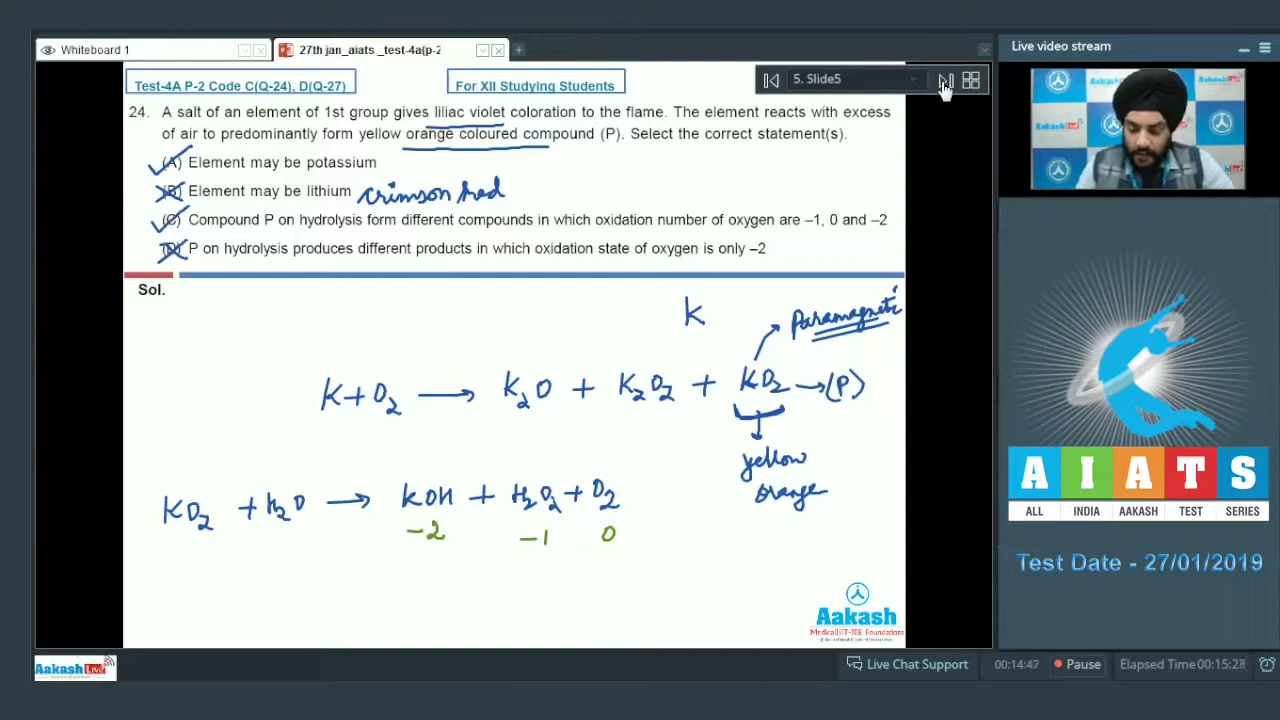 Whiteboard 1
27th jan_aiats _test-4a(p-2
Live video stream
5. Slide5
Test-4A P-2 Code C(Q-24), D(Q-27)
For XII Studying Students
24. A salt of an element of 1st group gives liliac violet coloration to the flame. The element reacts with excess
of air to predominantly form yellow orange coloured compound (P). Select the correct statement(s).
(A) Element may be potassium
(B) Element may be lithium crimson red
(C) Compound P on hydrolysis form different compounds in which oxidation number of oxygen are –1, 0 and –2
(D) P on hydrolysis produces different products in which oxidation state of oxygen is only –2
Sol.
K
Paramagnetic
K + O2 → K2O + K2O2 + KO2 → (P)
yellow
orange
KO2 + H2O → KOH + H2O2 + O2
-2 -1 0
Aakash
Medical|IIT-JEE|Foundations
AakashLive
A I A T S
ALL INDIA AAKASH TEST SERIES
Test Date - 27/01/2019
AakashLive
Live Chat Support
00:14:47
Pause
Elapsed Time 00:15:2